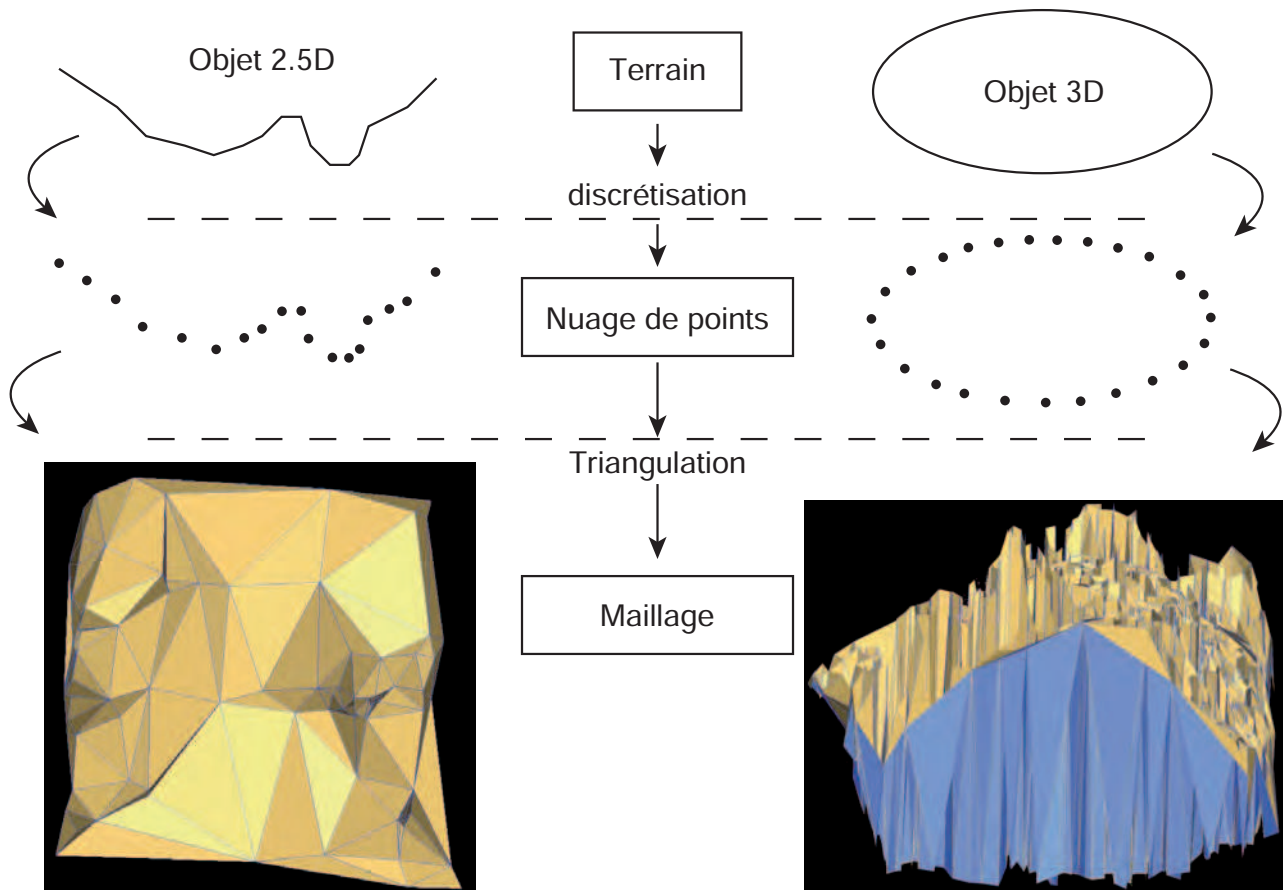 Objet 2.5D
Terrain
Objet 3D
discrétisation
Nuage de points
Triangulation
Maillage